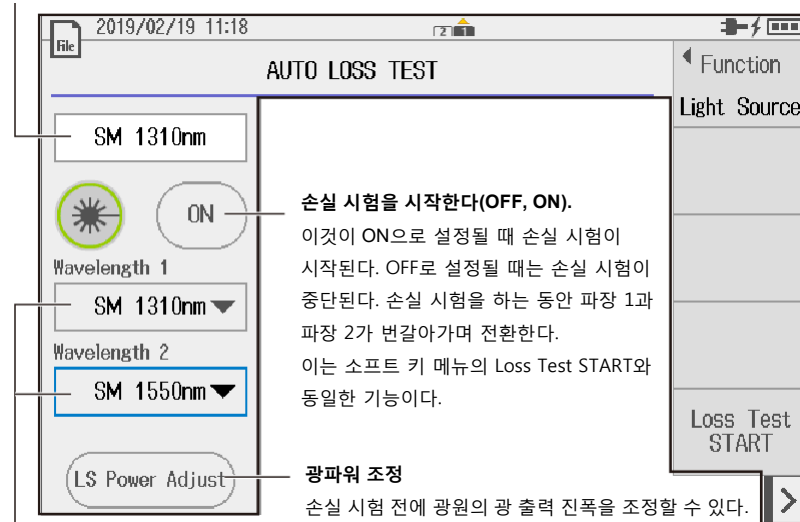 2019/02/19 11:18
File
2 1
AUTO LOSS TEST
Function
Light Source
SM 1310nm
ON
Wavelength 1
SM 1310nm
Wavelength 2
SM 1550nm
LS Power Adjust
손실 시험을 시작한다(OFF, ON).
이것이 ON으로 설정될 때 손실 시험이
시작된다. OFF로 설정될 때는 손실 시험이
중단된다. 손실 시험을 하는 동안 파장 1과
파장 2가 번갈아가며 전환한다.
이는 소프트 키 메뉴의 Loss Test START와
동일한 기능이다.
광파워 조정
손실 시험 전에 광원의 광 출력 진폭을 조정할 수 있다.
Loss Test
START